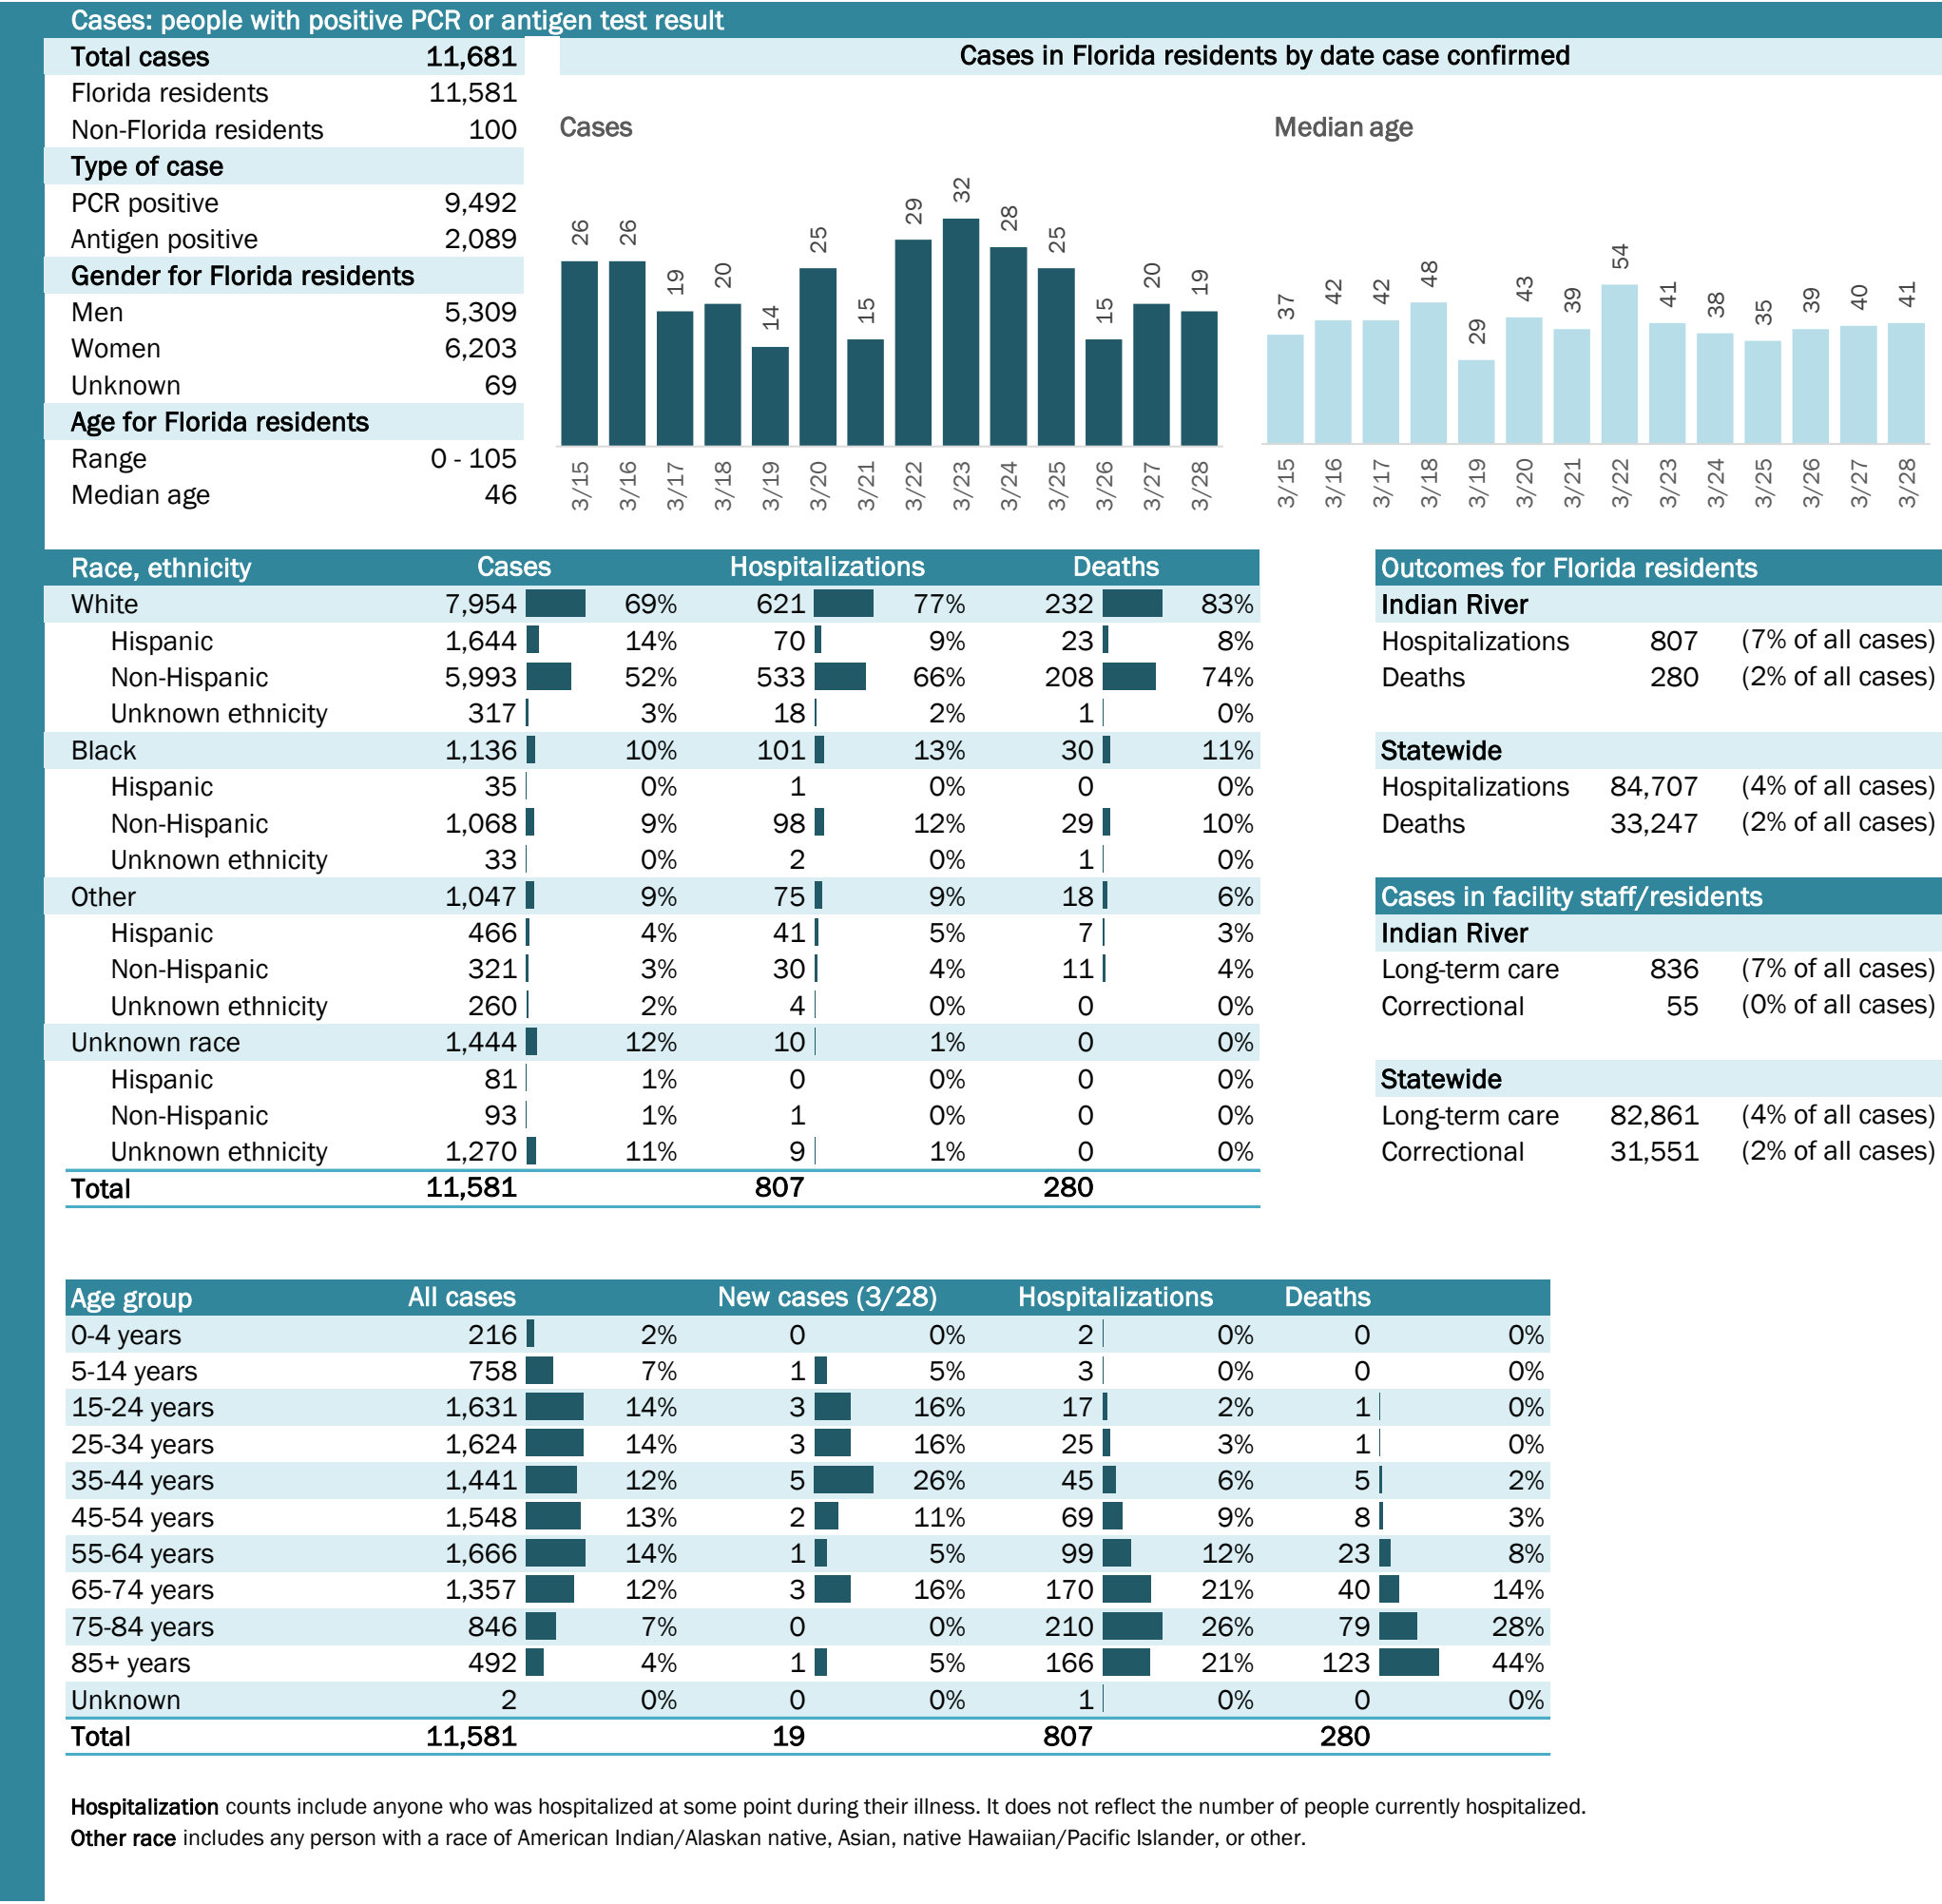 Cases: people with positive PCR or antigen test result
Total cases 11,681
Florida residents 11,581
Non-Florida residents 100
Type of case
PCR positive 9,492
Antigen positive 2,089
Gender for Florida residents
Men 5,309
Women 6,203
Unknown 69
Age for Florida residents
Range 0 - 105
Median age 46
Cases in Florida residents by date case confirmed
Cases
26 26 19 20 14 25 15 29 32 28 25 15 20 19
3/15 3/16 3/17 3/18 3/19 3/20 3/21 3/22 3/23 3/24 3/25 3/26 3/27 3/28
Median age
37 42 42 48 29 43 39 54 41 38 35 39 40 41
3/15 3/16 3/17 3/18 3/19 3/20 3/21 3/22 3/23 3/24 3/25 3/26 3/27 3/28
Race, ethnicity Cases Hospitalizations Deaths
White 7,954 69% 621 77% 232 83%
Hispanic 1,644 14% 70 9% 23 8%
Non-Hispanic 5,993 52% 533 66% 208 74%
Unknown ethnicity 317 3% 18 2% 1 0%
Black 1,136 10% 101 13% 30 11%
Hispanic 35 0% 1 0% 0 0%
Non-Hispanic 1,068 9% 98 12% 29 10%
Unknown ethnicity 33 0% 2 0% 1 0%
Other 1,047 9% 75 9% 18 6%
Hispanic 466 4% 41 5% 7 3%
Non-Hispanic 321 3% 30 4% 11 4%
Unknown ethnicity 260 2% 4 0% 0 0%
Unknown race 1,444 12% 10 1% 0 0%
Hispanic 81 1% 0 0% 0 0%
Non-Hispanic 93 1% 1 0% 0 0%
Unknown ethnicity 1,270 11% 9 1% 0 0%
Total 11,581 807 280
Outcomes for Florida residents
Indian River
Hospitalizations 807 (7% of all cases)
Deaths 280 (2% of all cases)
Statewide
Hospitalizations 84,707 (4% of all cases)
Deaths 33,247 (2% of all cases)
Cases in facility staff/residents
Indian River
Long-term care 836 (7% of all cases)
Correctional 55 (0% of all cases)
Statewide
Long-term care 82,861 (4% of all cases)
Correctional 31,551 (2% of all cases)
Age group All cases New cases (3/28) Hospitalizations Deaths
0-4 years 216 2% 0 0% 2 0% 0 0%
5-14 years 758 7% 1 5% 3 0% 0 0%
15-24 years 1,631 14% 3 16% 17 2% 1 0%
25-34 years 1,624 14% 3 16% 25 3% 1 0%
35-44 years 1,441 12% 5 26% 45 6% 5 2%
45-54 years 1,548 13% 2 11% 69 9% 8 3%
55-64 years 1,666 14% 1 5% 99 12% 23 8%
65-74 years 1,357 12% 3 16% 170 21% 40 14%
75-84 years 846 7% 0 0% 210 26% 79 28%
85+ years 492 4% 1 5% 166 21% 123 44%
Unknown 2 0% 0 0% 1 0% 0 0%
Total 11,581 19 807 280
Hospitalization counts include anyone who was hospitalized at some point during their illness. It does not reflect the number of people currently hospitalized.
Other race includes any person with a race of American Indian/Alaskan native, Asian, native Hawaiian/Pacific Islander, or other.